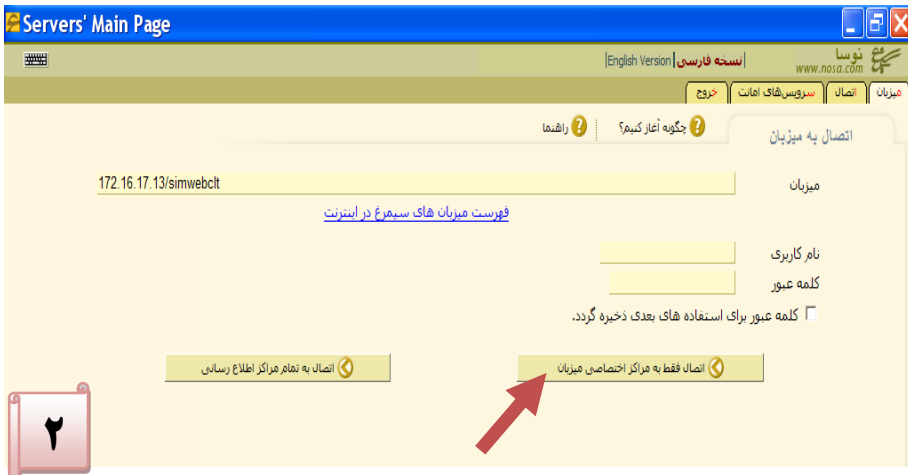 Servers' Main Page
نوسا
www.nosa.com
نسخه فارسی | English Version|
میزبان
اتصال
سرویس‌های امانت
خروج
اتصال به میزبان
چگونه آغاز کنیم؟
راهنما
میزبان
172.16.17.13/simwebclt
فهرست میزبان های سیمرغ در اینترنت
نام کاربری
کلمه عبور
کلمه عبور برای استفاده های بعدی ذخیره گردد.
اتصال فقط به مراکز اختصاصی میزبان
اتصال به تمام مراکز اطلاع رسانی
۲